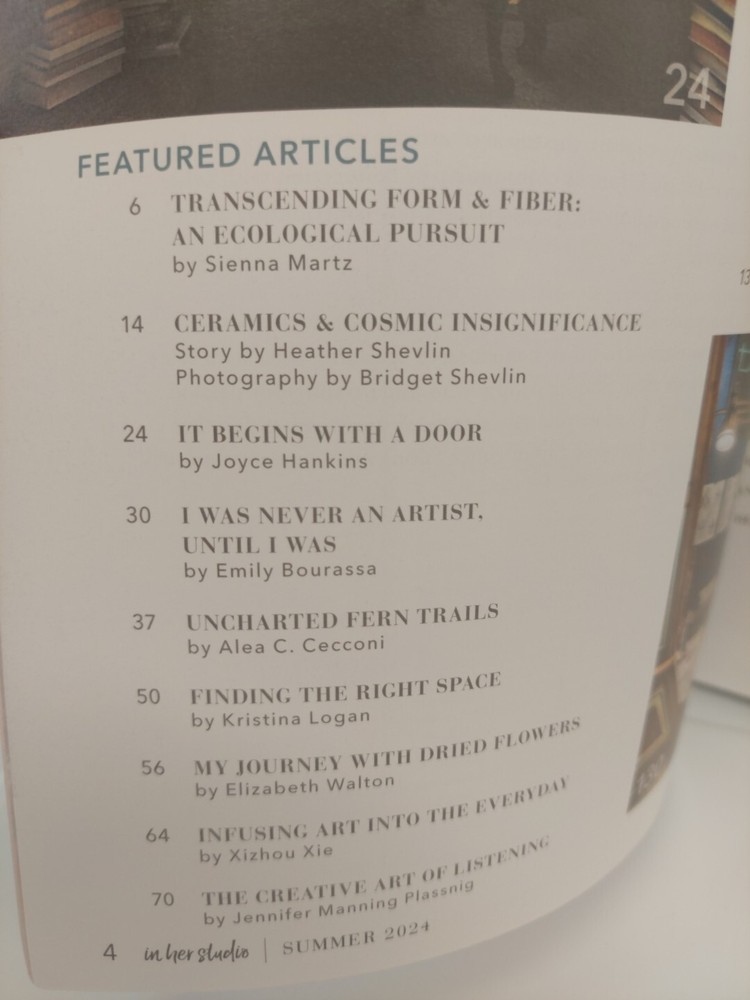 24
FEATURED ARTICLES
6 TRANSCENDING FORM & FIBER:
AN ECOLOGICAL PURSUIT
by Sienna Martz
14 CERAMICS & COSMIC INSIGNIFICANCE
Story by Heather Shevlin
Photography by Bridget Shevlin
24 IT BEGINS WITH A DOOR
by Joyce Hankins
30 I WAS NEVER AN ARTIST,
UNTIL I WAS
by Emily Bourassa
37 UNCHARTED FERN TRAILS
by Alea C. Cecconi
50 FINDING THE RIGHT SPACE
by Kristina Logan
56 MY JOURNEY WITH DRIED FLOWERS
by Elizabeth Walton
64 INFUSING ART INTO THE EVERYDAY
by Xizhou Xie
70 THE CREATIVE ART OF LISTENING
by Jennifer Manning Plassnig
4 in her studio | SUMMER 2024